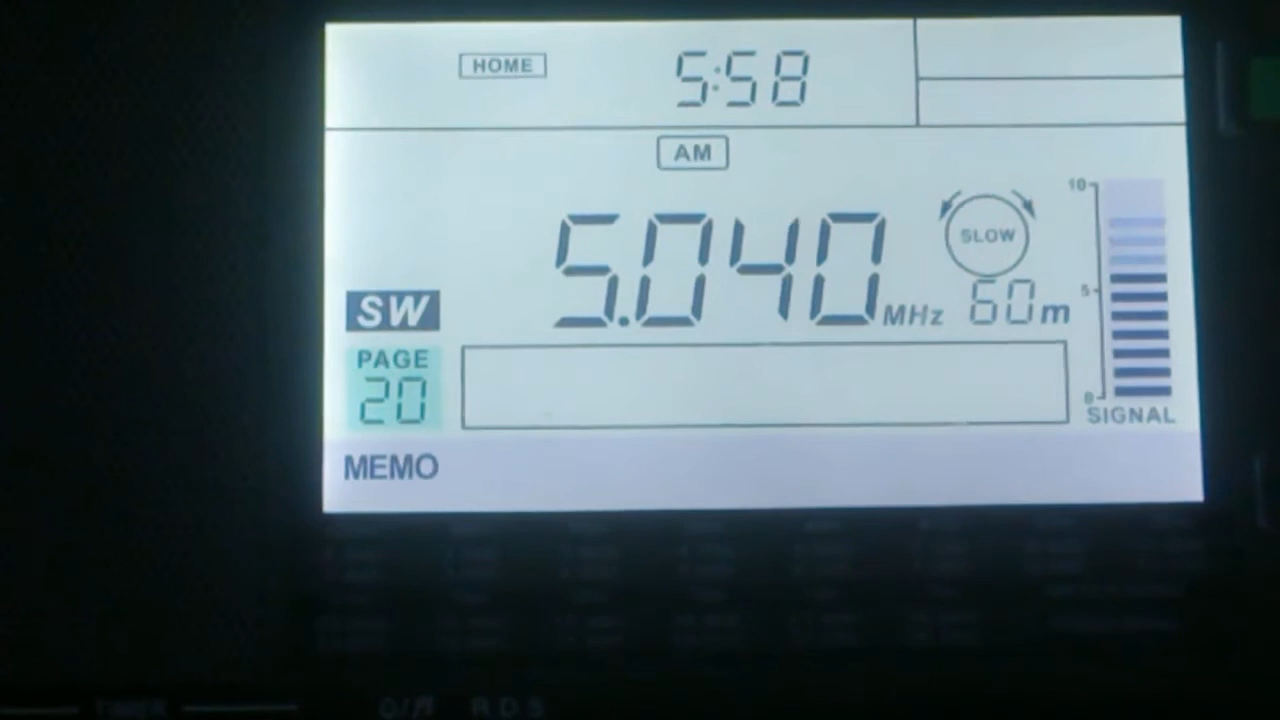 HOME 5:58
AM
10
SLOW
5.040 MHz 60m
5
SW
PAGE
20
0
SIGNAL
MEMO
R D S